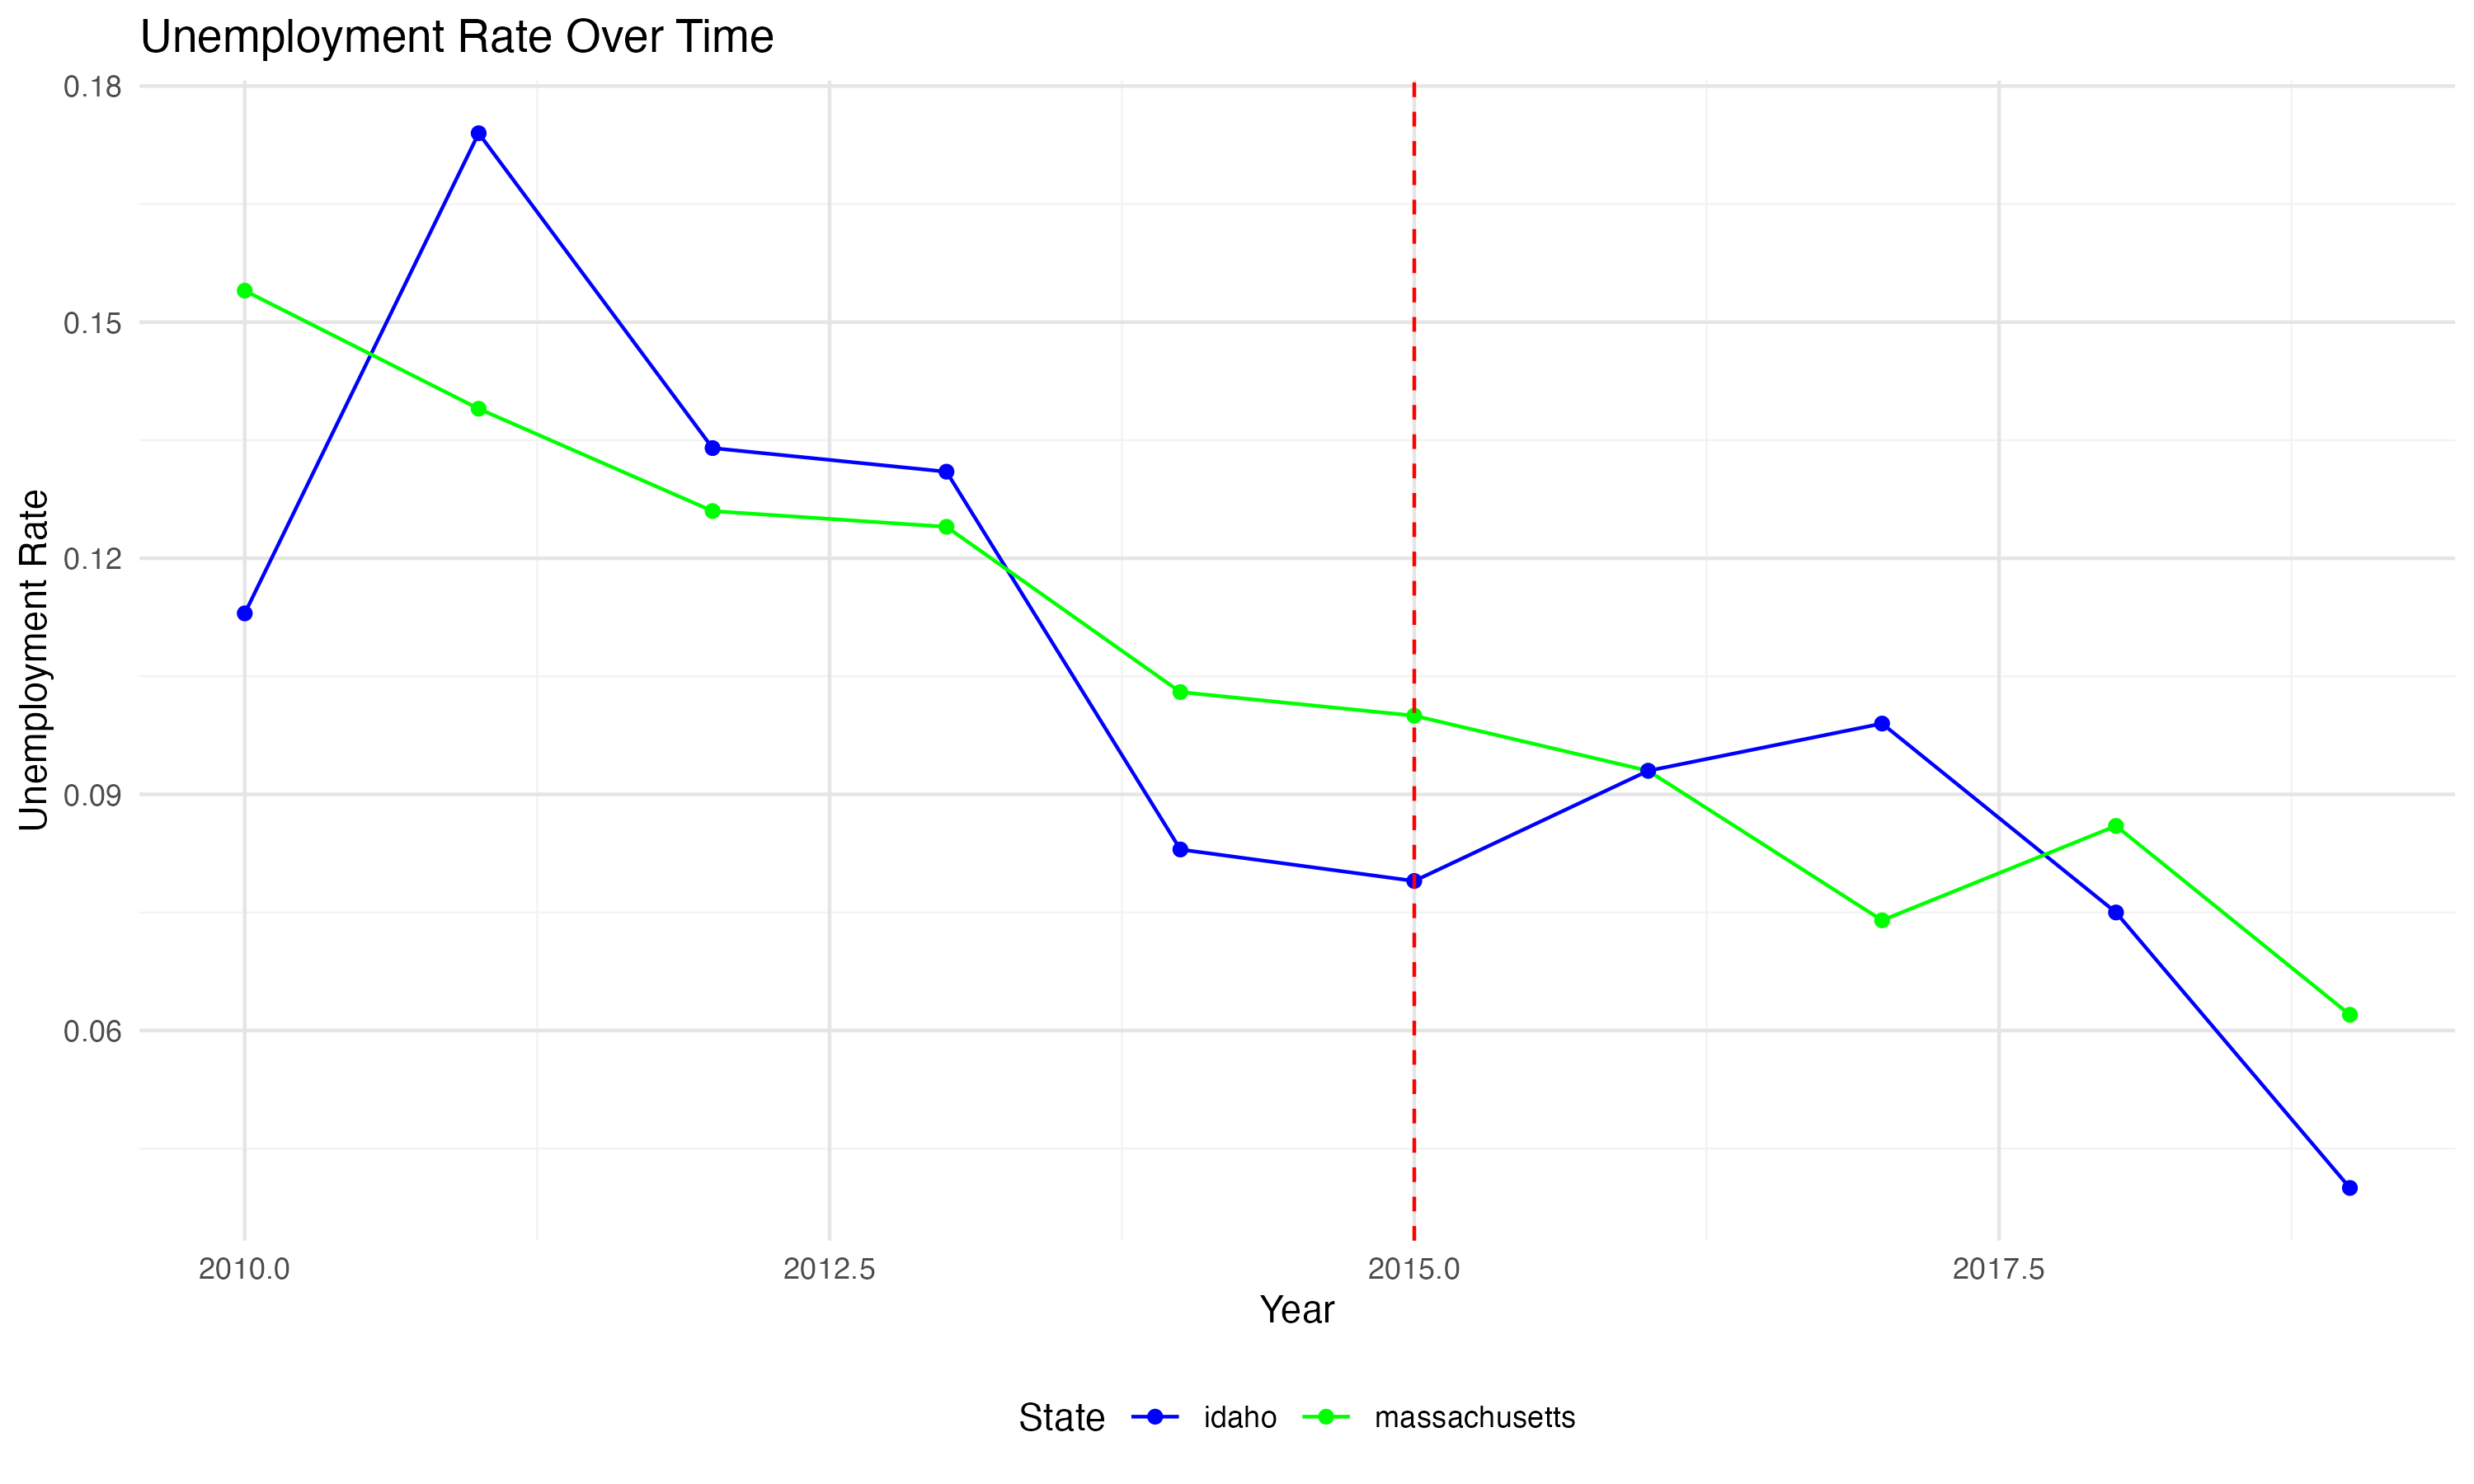 Unemployment Rate Over Time
0.18
0.15
0.12
0.09
0.06
Unemployment Rate
2010.0 2012.5 2015.0 2017.5
Year
State idaho massachusetts